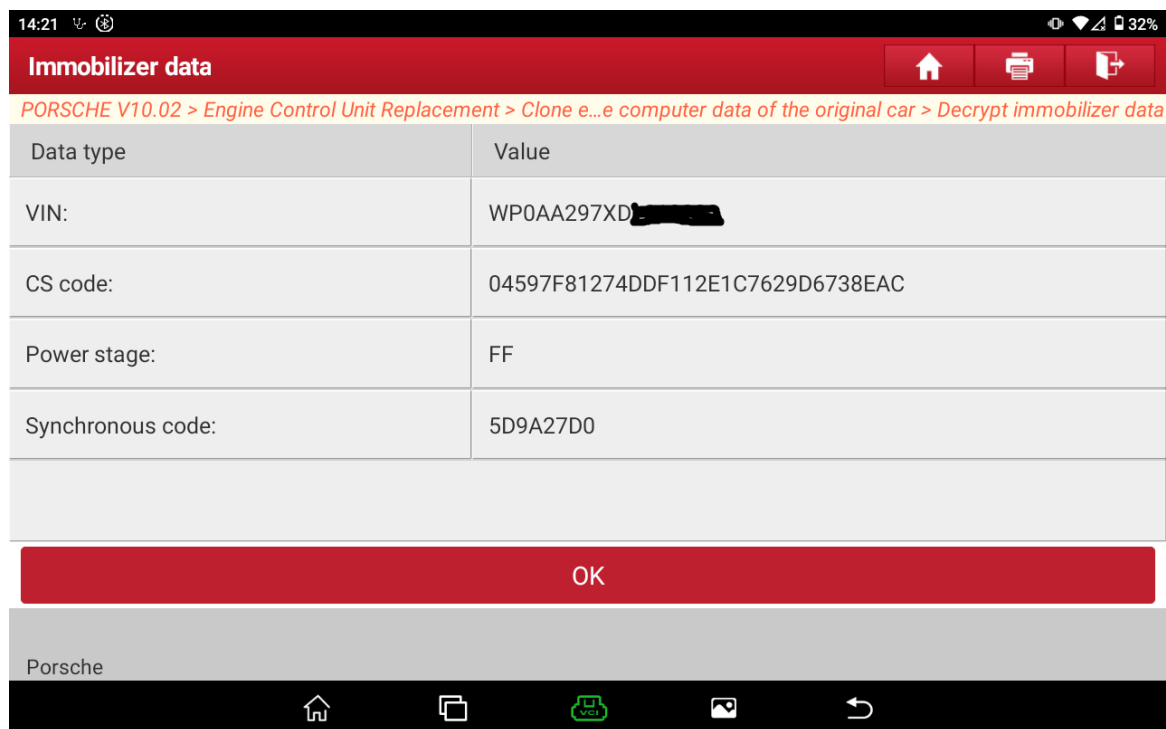 14:21 32%
Immobilizer data
PORSCHE V10.02 > Engine Control Unit Replacement > Clone e...e computer data of the original car > Decrypt immobilizer data
Data type Value
VIN: WP0AA297XD
CS code: 04597F81274DDF112E1C7629D6738EAC
Power stage: FF
Synchronous code: 5D9A27D0
OK
Porsche
VCI